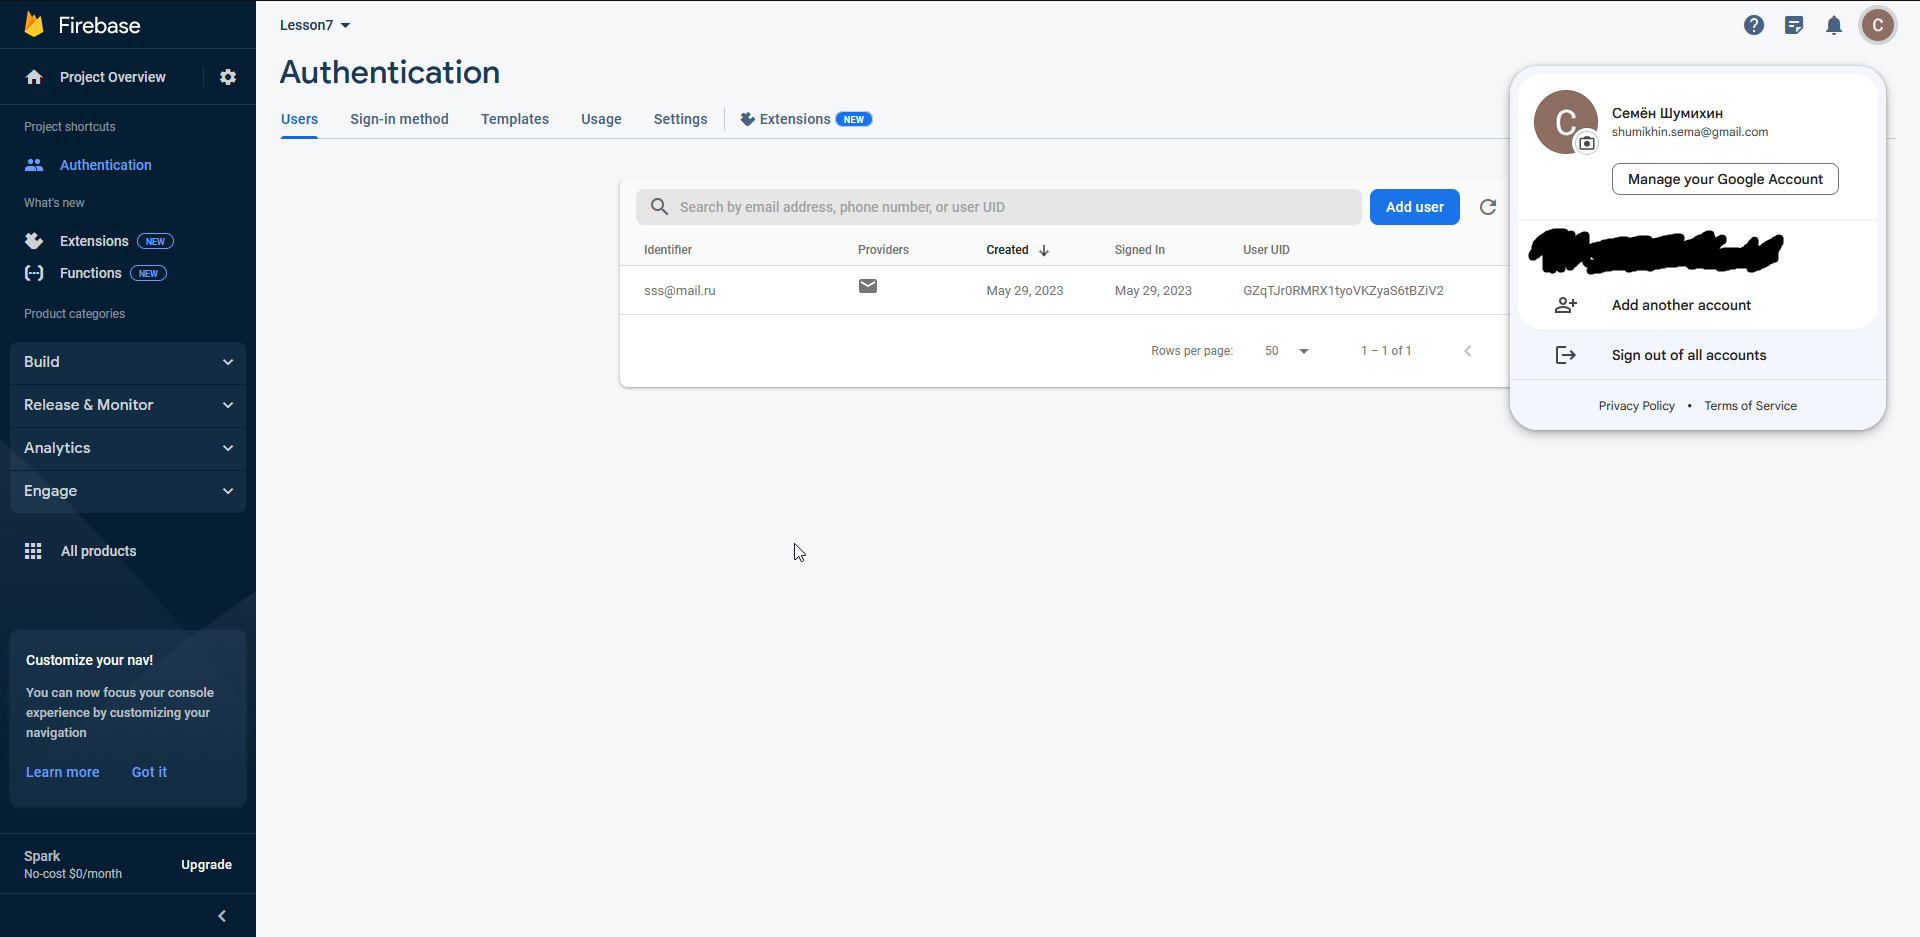 Firebase
Project Overview
Project shortcuts
Authentication
What's new
Extensions NEW
Functions NEW
Product categories
Build
Release & Monitor
Analytics
Engage
All products
Customize your nav!
You can now focus your console
experience by customizing your
navigation
Learn more Got it
Spark
No-cost $0/month
Upgrade
Lesson7
Authentication
Users Sign-in method Templates Usage Settings Extensions NEW
Search by email address, phone number, or user UID
Add user
Identifier Providers Created Signed In User UID
sss@mail.ru May 29, 2023 May 29, 2023 GZqTJr0RMRX1tyoVKZyaS6tBZiV2
Rows per page: 50 1 – 1 of 1
C
C
Семён Шумихин
shumikhin.sema@gmail.com
Manage your Google Account
Add another account
Sign out of all accounts
Privacy Policy • Terms of Service